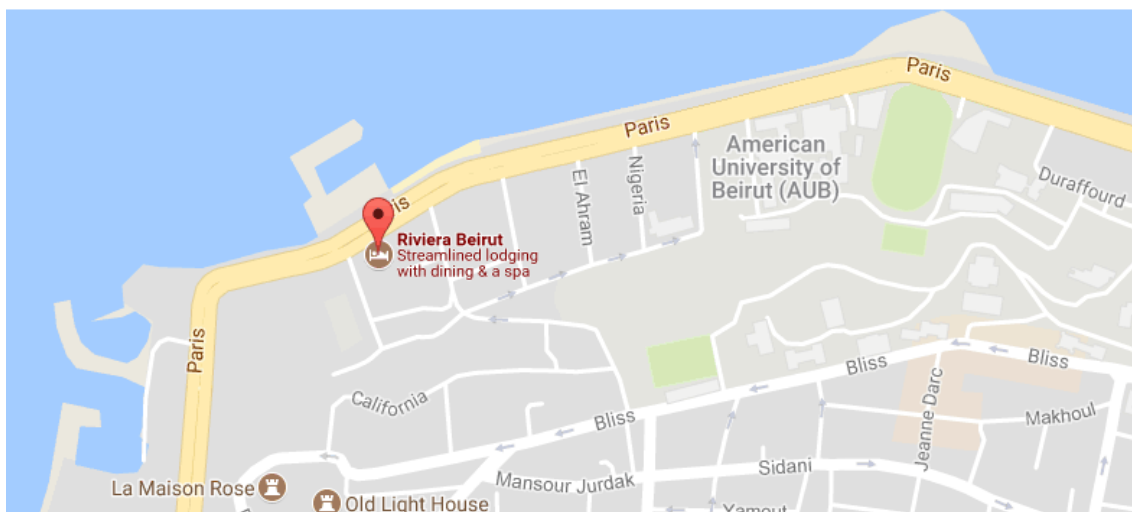 Paris
Paris
American
University of
Beirut (AUB)
Nigeria
El Ahram
Duraffourd
Riviera Beirut
Streamlined lodging
with dining & a spa
Paris
Bliss
Bliss
California
Jeanne Darc
Makhoul
Bliss
Sidani
Mansour Jurdak
La Maison Rose
Old Light House
Yamout